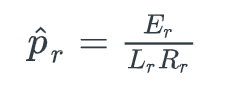 p̂_r = E_r / (L_r R_r)